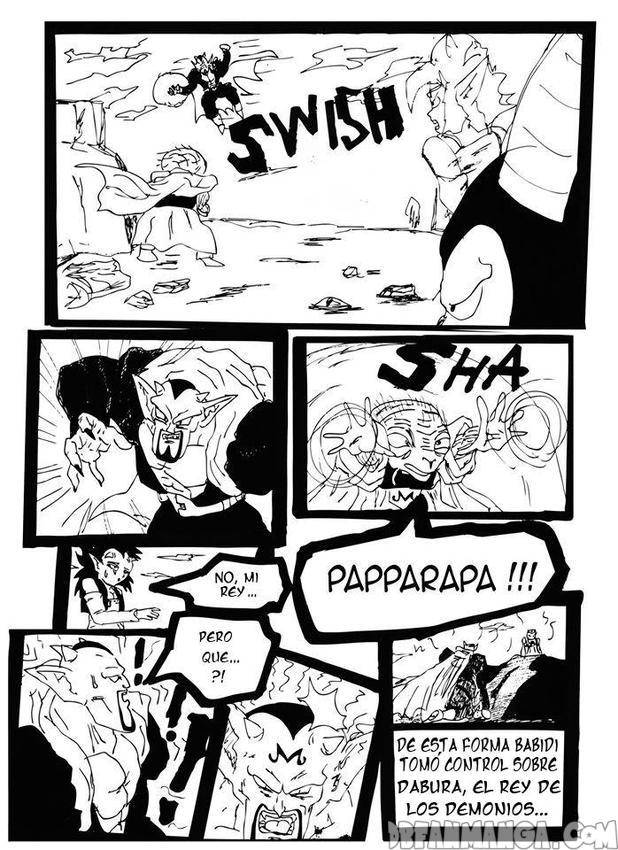 SWISH
SHA
PAPPARAPA !!!
NO, MI
REY...
PERO
QUE...
?!
M
DE ESTA FORMA BABIDI
TOMO CONTROL SOBRE
DABURA, EL REY DE
LOS DEMONIOS...
DBFANMANGA.COM